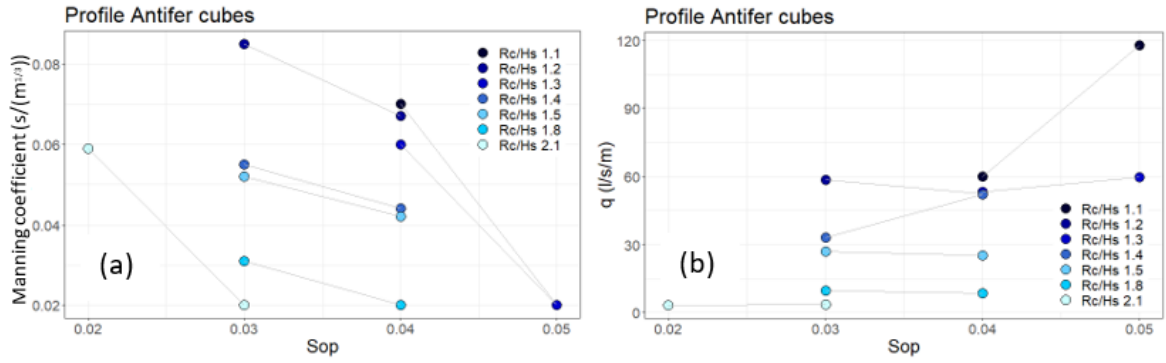 Profile Antifer cubes
Manning coefficient (s/(m^1/3))
0.08
0.06
0.04
0.02
Rc/Hs 1.1
Rc/Hs 1.2
Rc/Hs 1.3
Rc/Hs 1.4
Rc/Hs 1.5
Rc/Hs 1.8
Rc/Hs 2.1
(a)
0.02 0.03 0.04 0.05
Sop
Profile Antifer cubes
q (l/s/m)
120
90
60
30
0
Rc/Hs 1.1
Rc/Hs 1.2
Rc/Hs 1.3
Rc/Hs 1.4
Rc/Hs 1.5
Rc/Hs 1.8
Rc/Hs 2.1
(b)
0.02 0.03 0.04 0.05
Sop